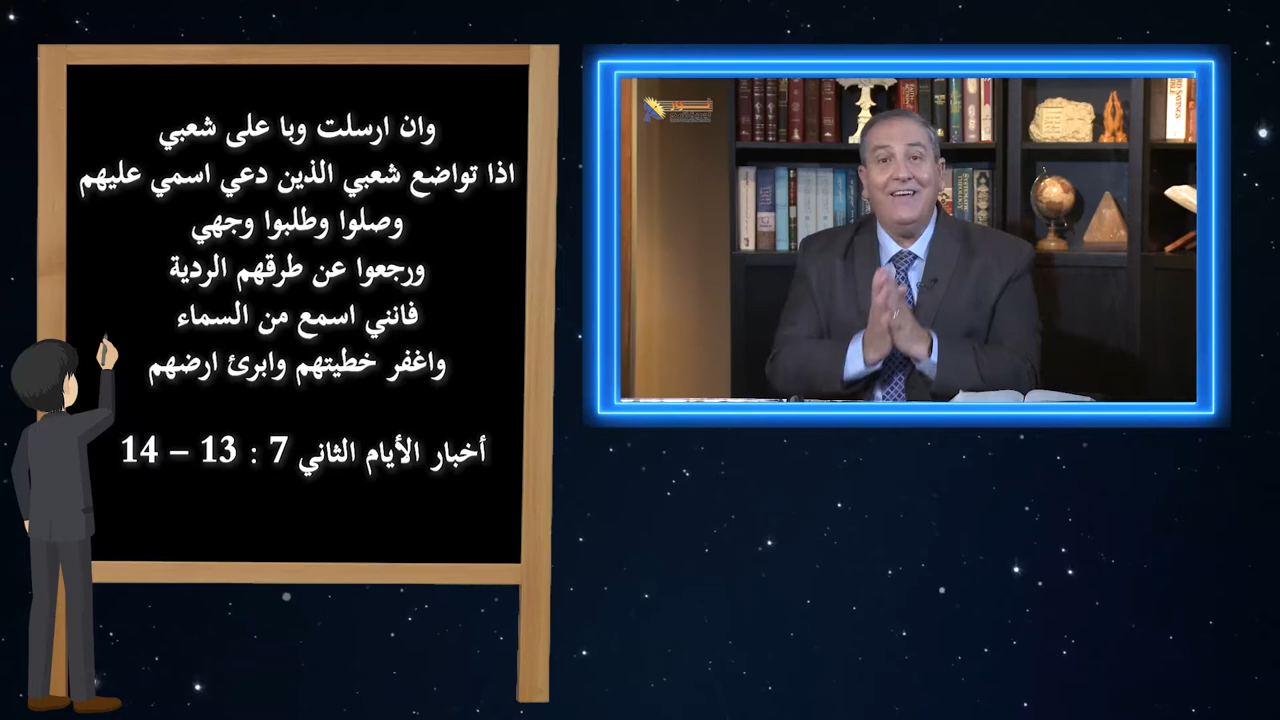 وان ارسلت وبا على شعبي
اذا تواضع شعبي الذين دعي اسمي عليهم
وصلوا وطلبوا وجهي
ورجعوا عن طرقهم الردية
فانني اسمع من السماء
واغفر خطيتهم وابرئ ارضهم
أخبار الأيام الثاني 7 : 13 – 14